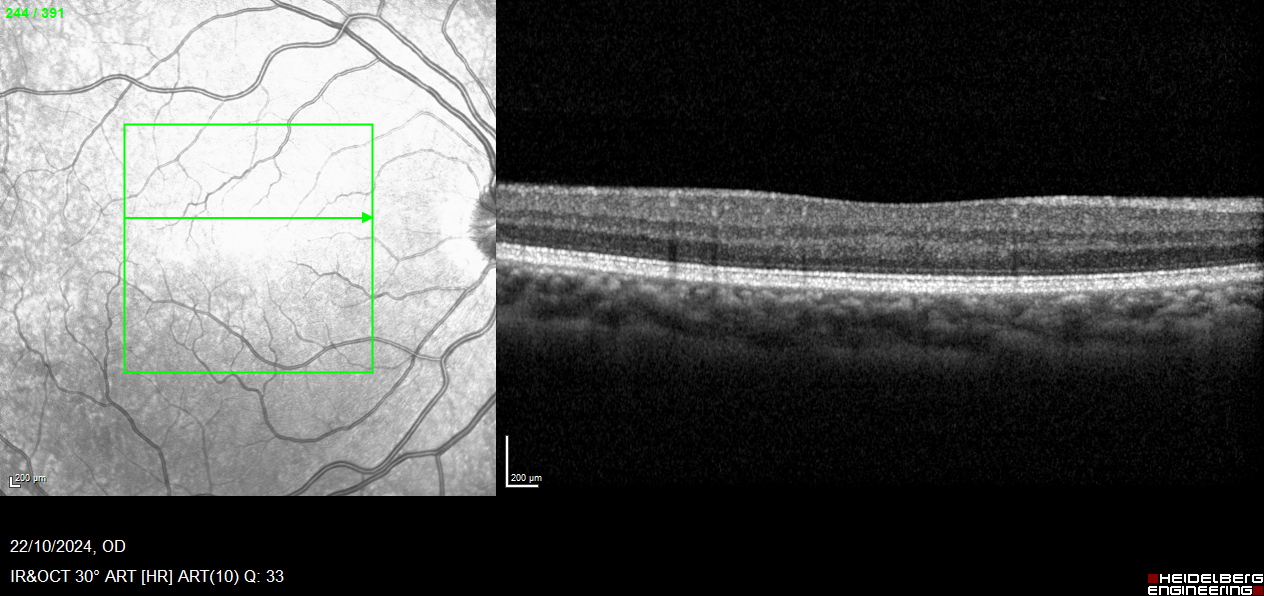 244 / 391
200 µm
200 µm
22/10/2024, OD
IR&OCT 30° ART [HR] ART(10) Q: 33
HEIDELBERG
ENGINEERING